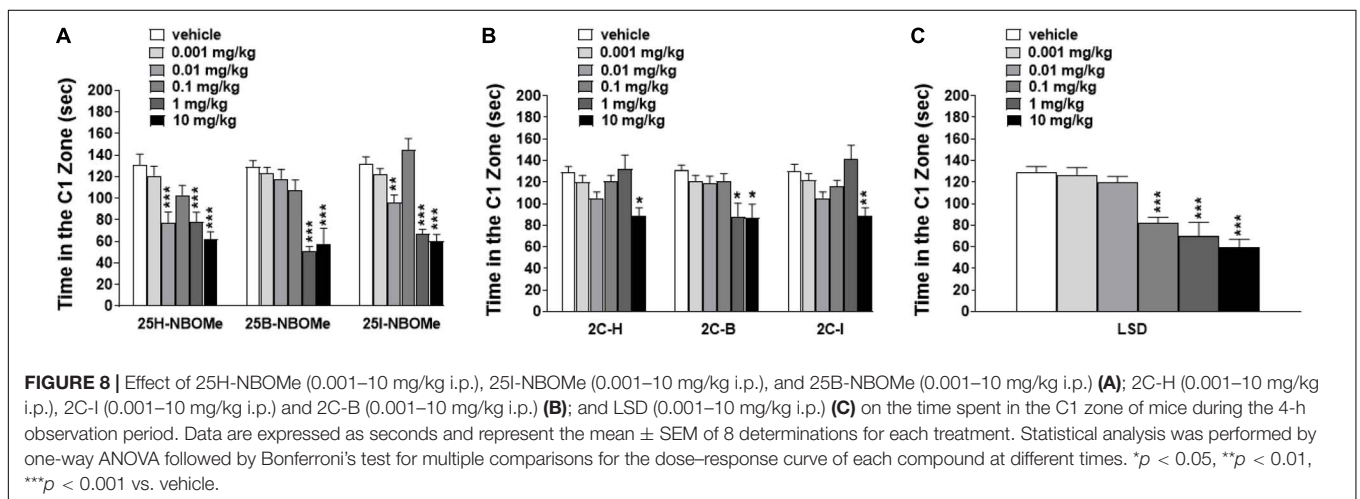 A
vehicle
0.001 mg/kg
0.01 mg/kg
0.1 mg/kg
1 mg/kg
10 mg/kg
Time in the C1 Zone (sec)
200
180
160
140
120
100
80
60
40
20
0
***
***
***
***
***
**
***
***
25H-NBOMe
25B-NBOMe
25I-NBOMe
B
vehicle
0.001 mg/kg
0.01 mg/kg
0.1 mg/kg
1 mg/kg
10 mg/kg
Time in the C1 Zone (sec)
200
180
160
140
120
100
80
60
40
20
0
*
*
*
**
2C-H
2C-B
2C-I
C
vehicle
0.001 mg/kg
0.01 mg/kg
0.1 mg/kg
1 mg/kg
10 mg/kg
Time in the C1 Zone (sec)
200
180
160
140
120
100
80
60
40
20
0
***
***
***
LSD
FIGURE 8 | Effect of 25H-NBOMe (0.001–10 mg/kg i.p.), 25I-NBOMe (0.001–10 mg/kg i.p.), and 25B-NBOMe (0.001–10 mg/kg i.p.) (A); 2C-H (0.001–10 mg/kg
i.p.), 2C-I (0.001–10 mg/kg i.p.) and 2C-B (0.001–10 mg/kg i.p.) (B); and LSD (0.001–10 mg/kg i.p.) (C) on the time spent in the C1 zone of mice during the 4-h
observation period. Data are expressed as seconds and represent the mean ± SEM of 8 determinations for each treatment. Statistical analysis was performed by
one-way ANOVA followed by Bonferroni's test for multiple comparisons for the dose–response curve of each compound at different times. *p < 0.05, **p < 0.01,
***p < 0.001 vs. vehicle.